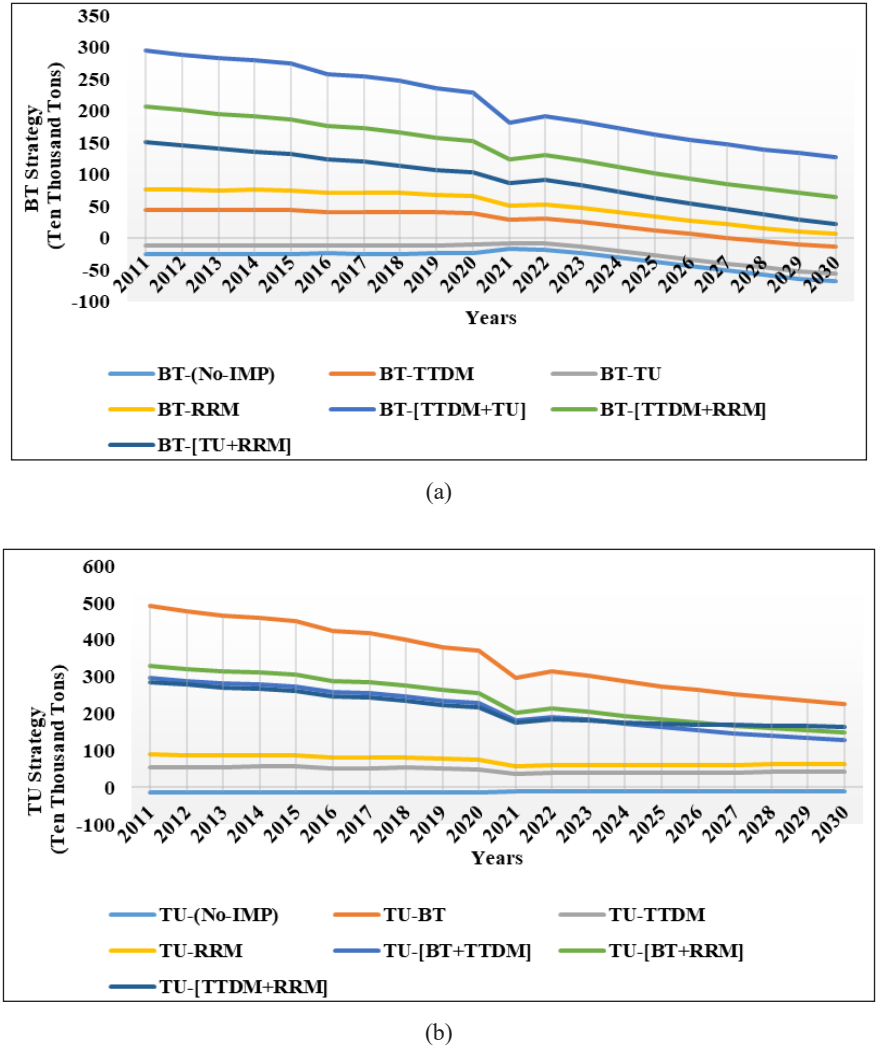 350
300
250
200
150
100
50
0
-50
-100
BT Strategy
(Ten Thousand Tons)
2011 2012 2013 2014 2015 2016 2017 2018 2019 2020 2021 2022 2023 2024 2025 2026 2027 2028 2029 2030
Years
BT-(No-IMP) BT-TTDM BT-TU
BT-RRM BT-[TTDM+TU] BT-[TTDM+RRM]
BT-[TU+RRM]
(a)
600
500
400
300
200
100
0
-100
TU Strategy
(Ten Thousand Tons)
2011 2012 2013 2014 2015 2016 2017 2018 2019 2020 2021 2022 2023 2024 2025 2026 2027 2028 2029 2030
Years
TU-(No-IMP) TU-BT TU-TTDM
TU-RRM TU-[BT+TTDM] TU-[BT+RRM]
TU-[TTDM+RRM]
(b)